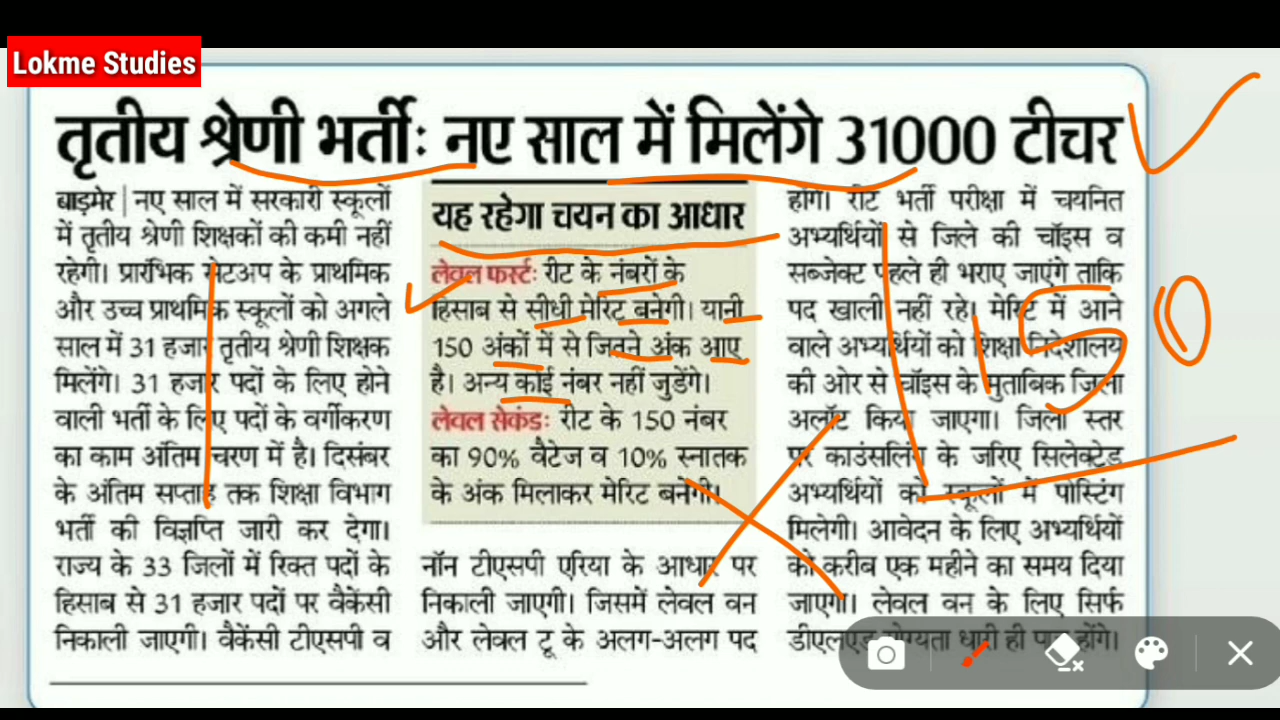 Lokme Studies
तृतीय श्रेणी भर्ती: नए साल में मिलेंगे 31000 टीचर
बाड़मेर | नए साल में सरकारी स्कूलों
में तृतीय श्रेणी शिक्षकों की कमी नहीं
रहेगी। प्रारंभिक सेटअप के प्राथमिक
और उच्च प्राथमिक स्कूलों को अगले
साल में 31 हजार तृतीय श्रेणी शिक्षक
मिलेंगे। 31 हजार पदों के लिए होने
वाली भर्ती के लिए पदों के वर्गीकरण
का काम अंतिम चरण में है। दिसंबर
के अंतिम सप्ताह तक शिक्षा विभाग
भर्ती की विज्ञप्ति जारी कर देगा।
राज्य के 33 जिलों में रिक्त पदों के
हिसाब से 31 हजार पदों पर वैकेंसी
निकाली जाएगी। वैकेंसी टीएसपी व
यह रहेगा चयन का आधार
लेवल फर्स्ट: रीट के नंबरों के
हिसाब से सीधी मेरिट बनेगी। यानी
150 अंकों में से जितने अंक आए
है। अन्य कोई नंबर नहीं जुडेंगे।
लेवल सेकंड: रीट के 150 नंबर
का 90% वैटेज व 10% स्नातक
के अंक मिलाकर मेरिट बनेगी।
नॉन टीएसपी एरिया के आधार पर
निकाली जाएगी। जिसमें लेवल वन
और लेवल टू के अलग-अलग पद
होंगे। रीट भर्ती परीक्षा में चयनित
अभ्यर्थियों से जिले की चॉइस व
सब्जेक्ट पहले ही भराए जाएंगे ताकि
पद खाली नहीं रहे। मेरिट में आने
वाले अभ्यर्थियों को शिक्षा निदेशालय
की ओर से चॉइस के मुताबिक जिला
अलॉट किया जाएगा। जिला स्तर
पर काउंसलिंग के जरिए सिलेक्टेड
अभ्यर्थियों को स्कूलों में पोस्टिंग
मिलेगी। आवेदन के लिए अभ्यर्थियों
को करीब एक महीने का समय दिया
जाएगा। लेवल वन के लिए सिर्फ
डीएलएड योग्यता धारी ही पात्र होंगे।
150